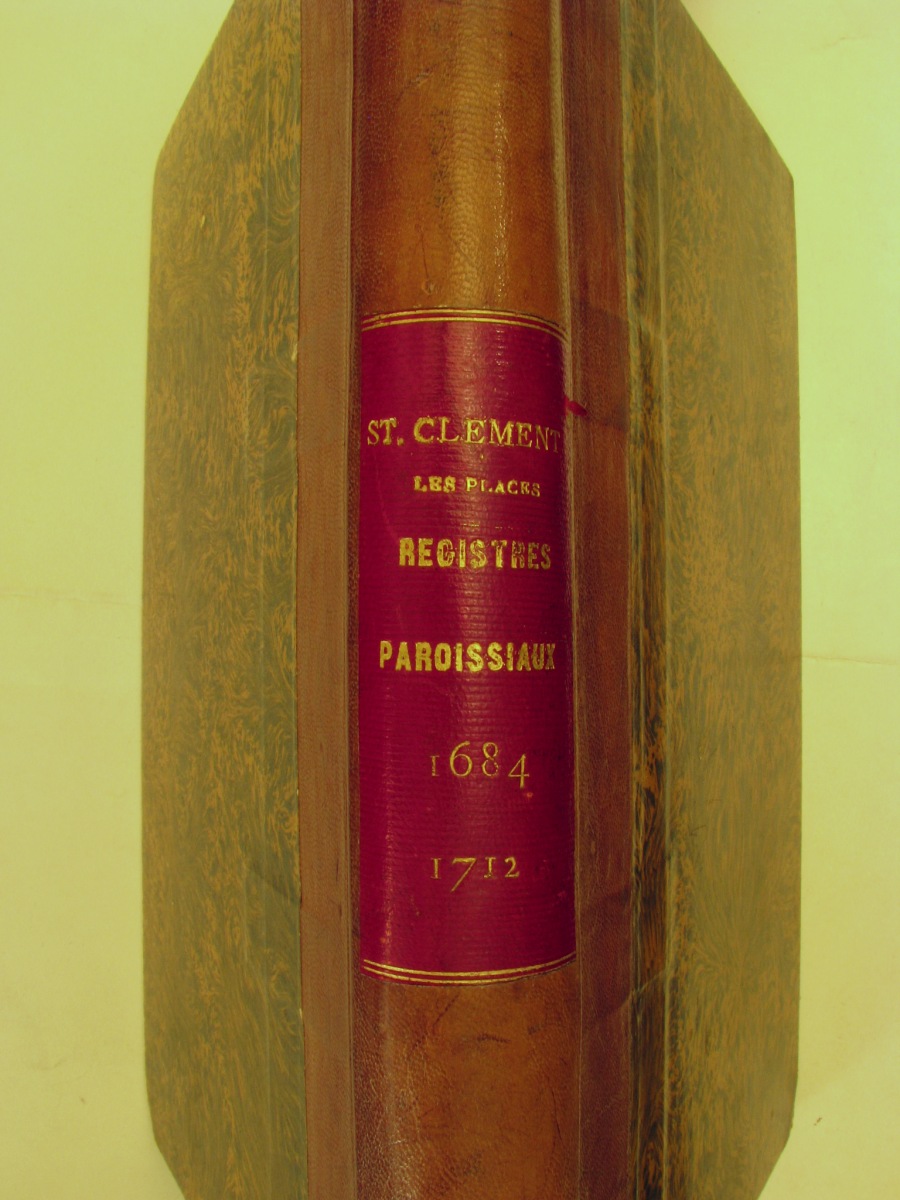 ST. CLEMENT
LES PLACES
REGISTRES
PAROISSIAUX
1684
1712